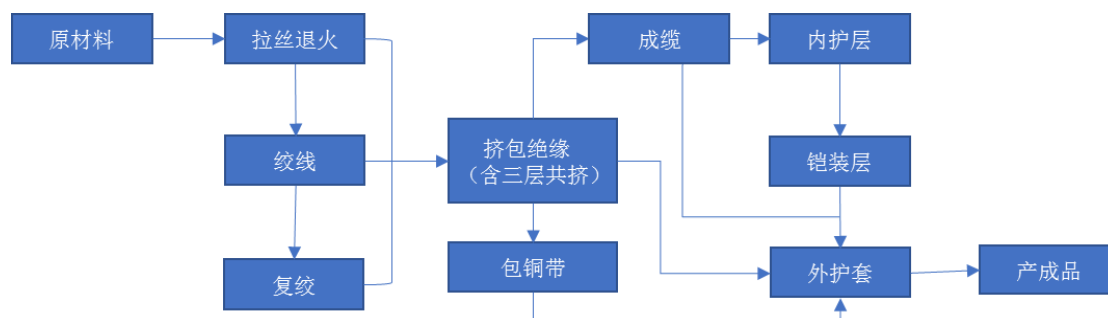 原材料
拉丝退火
成缆
内护层
绞线
挤包绝缘
（含三层共挤）
铠装层
复绞
包铜带
外护套
产成品